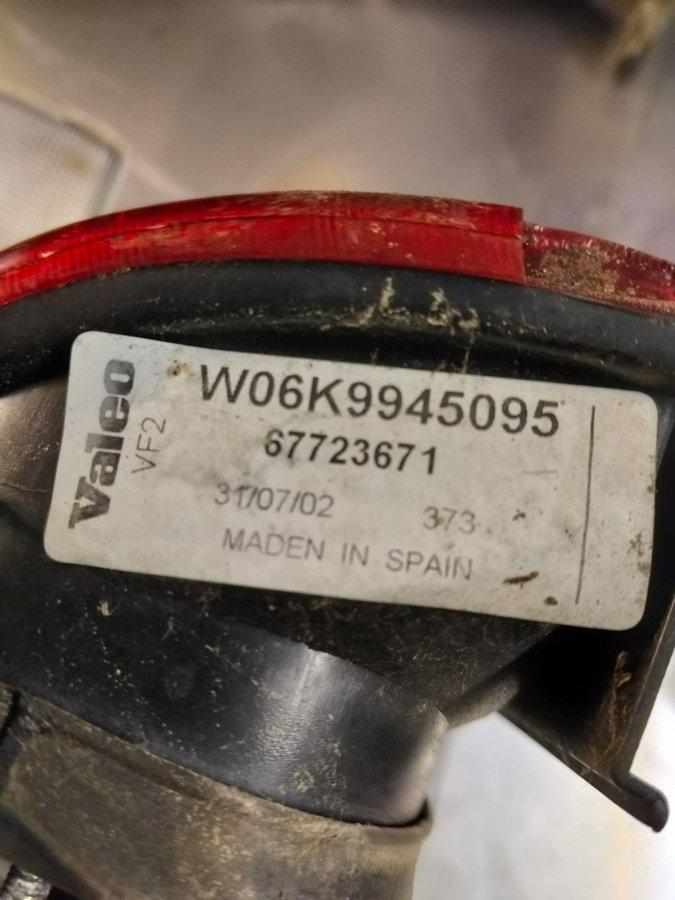 Valeo
VF2
W06K9945095
67723671
31/07/02 373
MADEN IN SPAIN